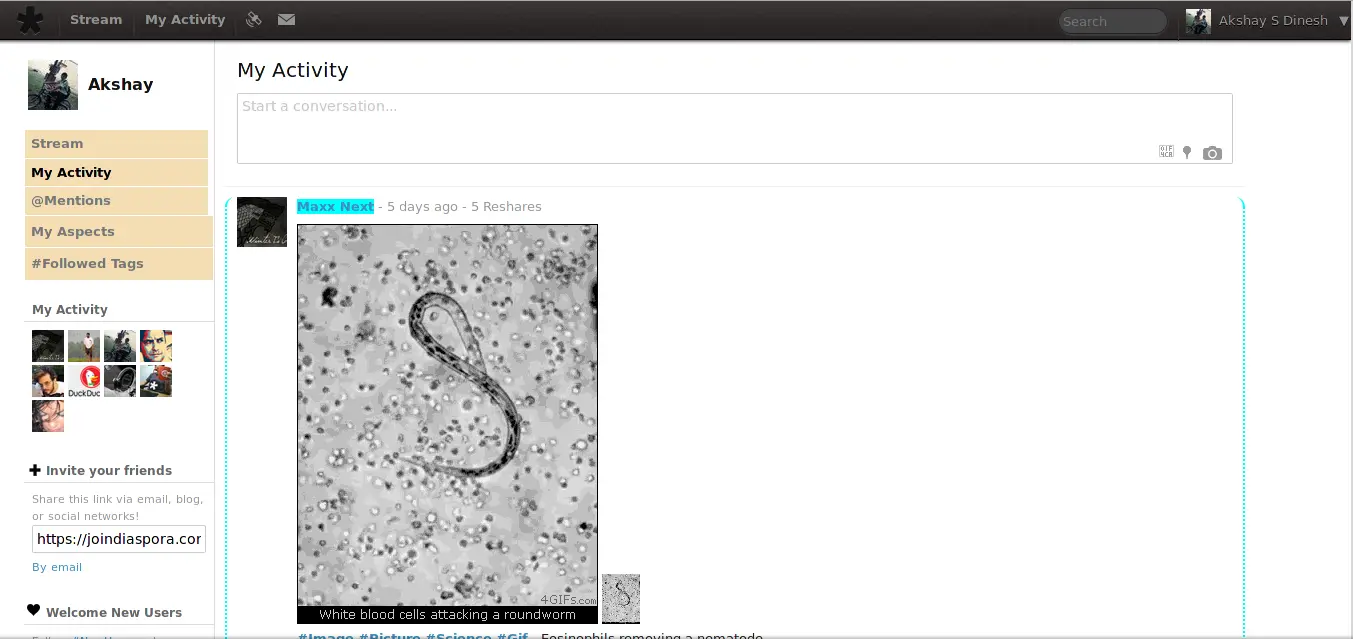 Stream My Activity Search Akshay S Dinesh ▼
Akshay
Stream
My Activity
@Mentions
My Aspects
#Followed Tags
My Activity
DuckDuc
Invite your friends
Share this link via email, blog,
or social networks!
https://joindiaspora.cor
By email
Welcome New Users
My Activity
Start a conversation...
Maxx Next - 5 days ago - 5 Reshares
4GIFs.com
White blood cells attacking a roundworm
#Image #Picture #Science #Gif - Eosinophils removing a nematode